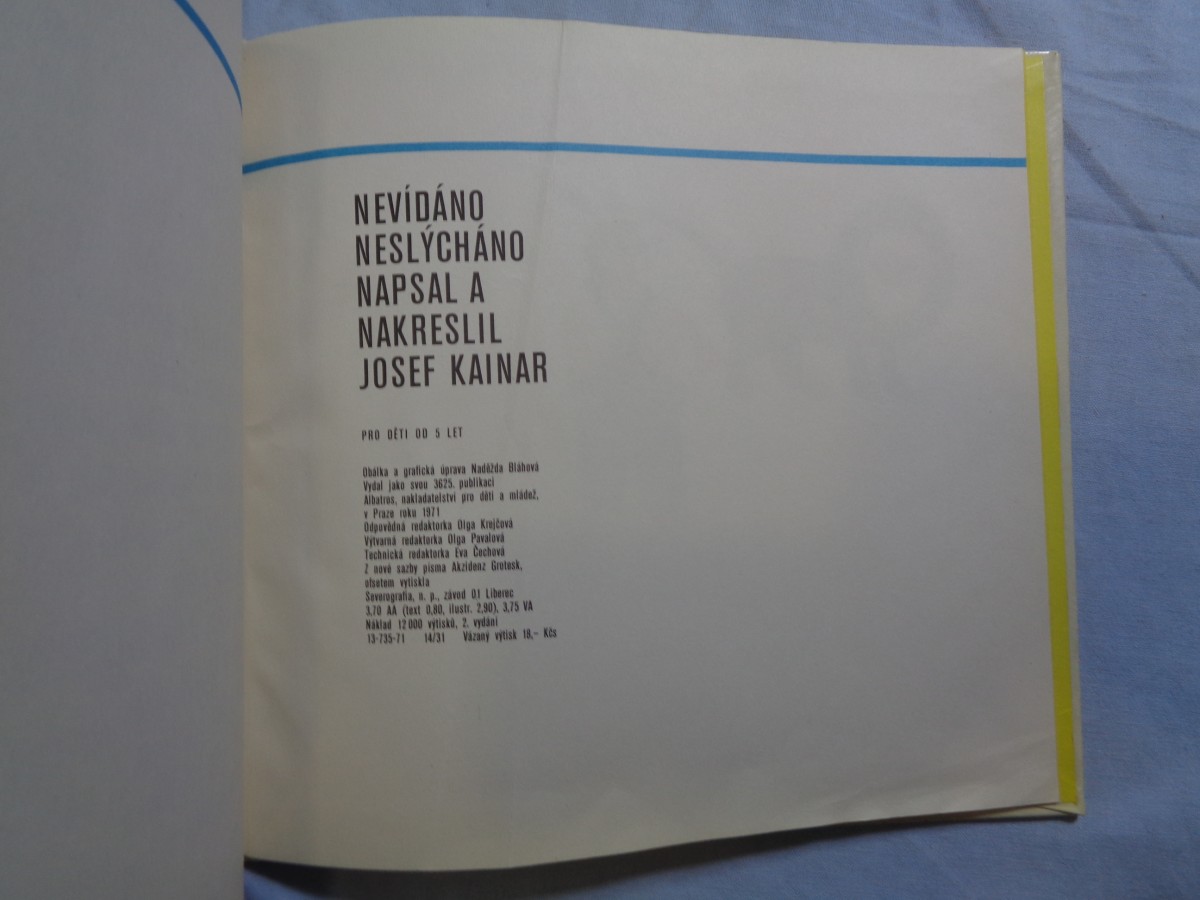 NEVÍDÁNO
NESLÝCHÁNO
NAPSAL A
NAKRESLIL
JOSEF KAINAR
PRO DĚTI OD 5 LET
Obálka a grafická úprava Naděžda Bláhová
Vydal jako svou 3625. publikaci
Albatros, nakladatelství pro děti a mládež,
v Praze roku 1971
Odpovědná redaktorka Olga Krejčová
Výtvarná redaktorka Olga Pavalová
Technická redaktorka Eva Čechová
Z nové sazby písma Akzidenz Grotesk,
ofsetem vytiskla
Severografia, n. p., závod 01 Liberec
3,70 AA (text 0,80, ilustr. 2,90), 3,75 VA
Náklad 12 000 výtisků, 2. vydání
13-735-71 14/31 Vázaný výtisk 18,– Kčs